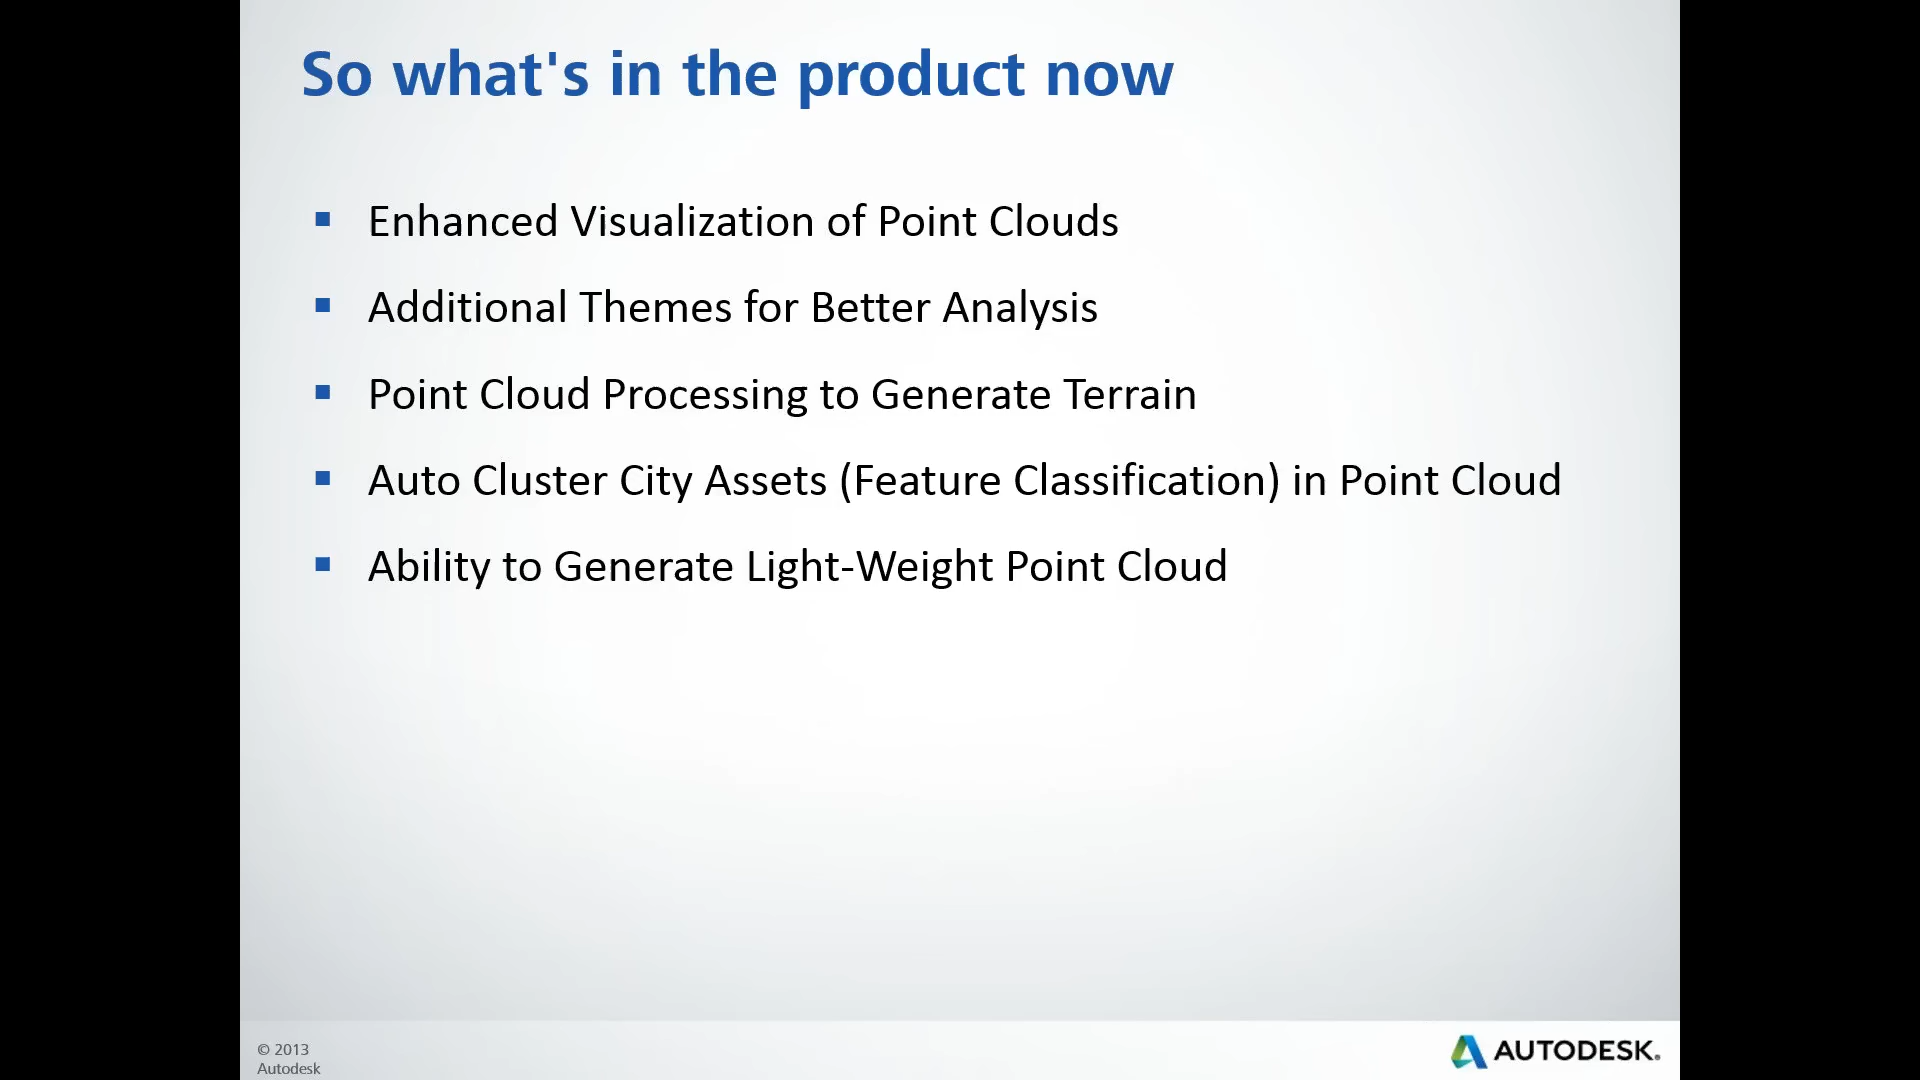 So what's in the product now
▪ Enhanced Visualization of Point Clouds
▪ Additional Themes for Better Analysis
▪ Point Cloud Processing to Generate Terrain
▪ Auto Cluster City Assets (Feature Classification) in Point Cloud
▪ Ability to Generate Light-Weight Point Cloud
© 2013
Autodesk
AUTODESK.